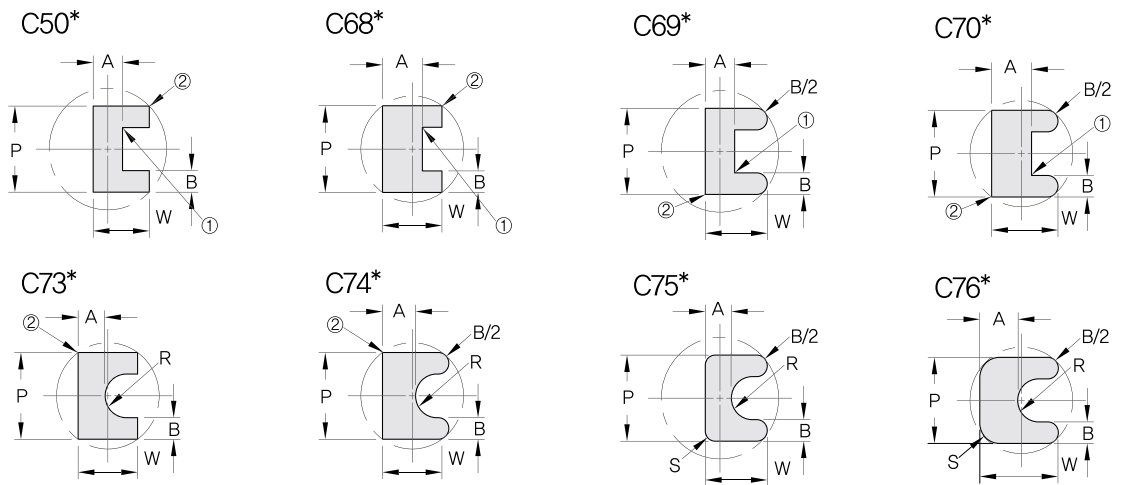 C50* C68* C69* C70*
A ② A ② A B/2 A B/2
① ①
P P P P
B B B B
W ① W ① ② W ② W
C73* C74* C75* C76*
② A ② A B/2 A B/2 A B/2
R R R R
P P P P
B B B B
W W S W S W